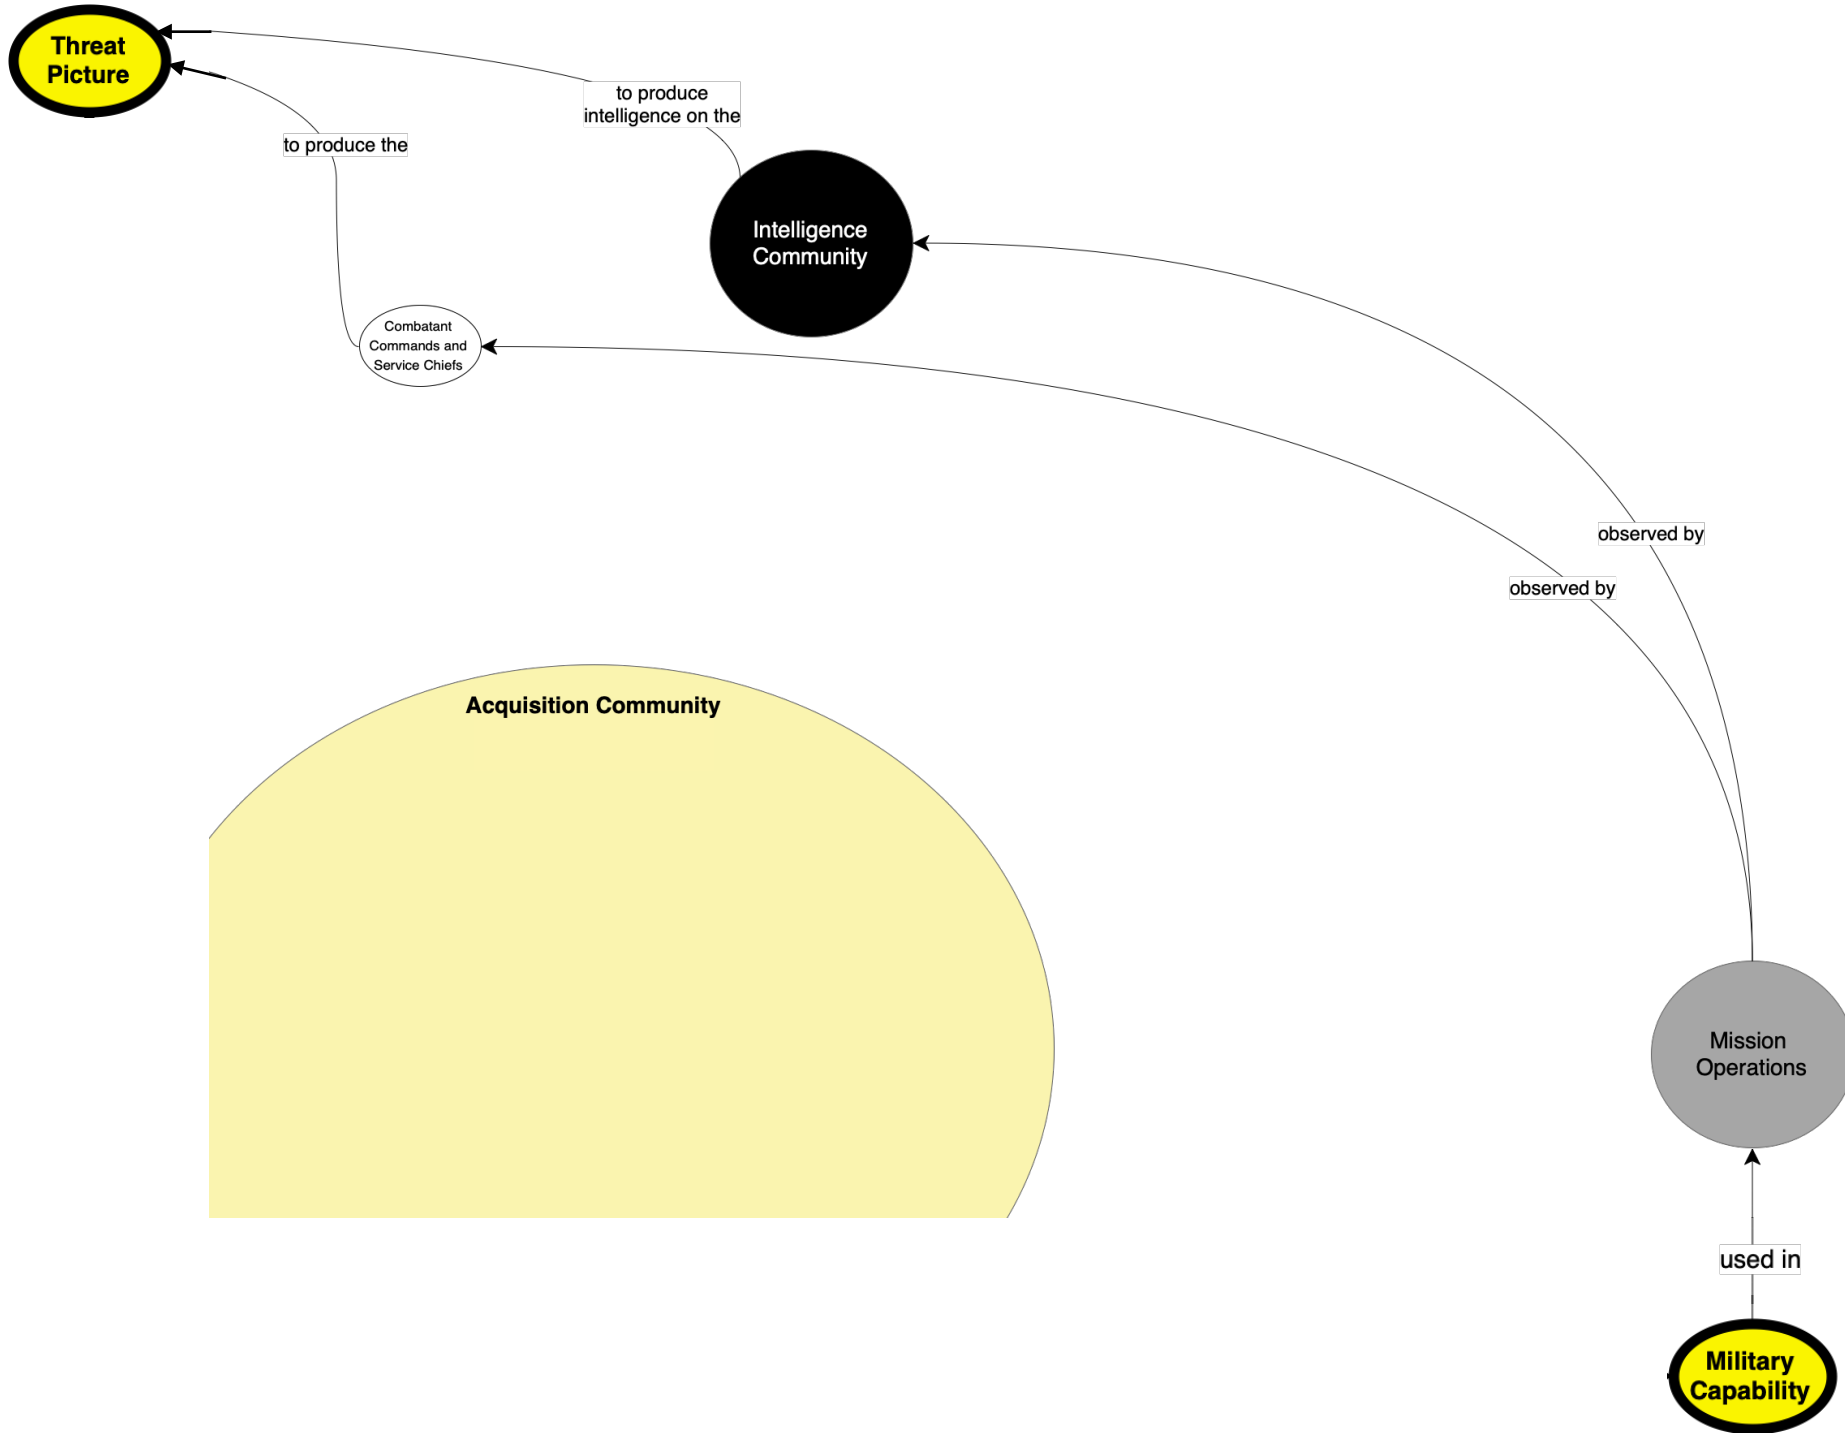 Threat
Picture
to produce
intelligence on the
to produce the
Intelligence
Community
Combatant
Commands and
Service Chiefs
observed by
observed by
Acquisition Community
Mission
Operations
used in
Military
Capability